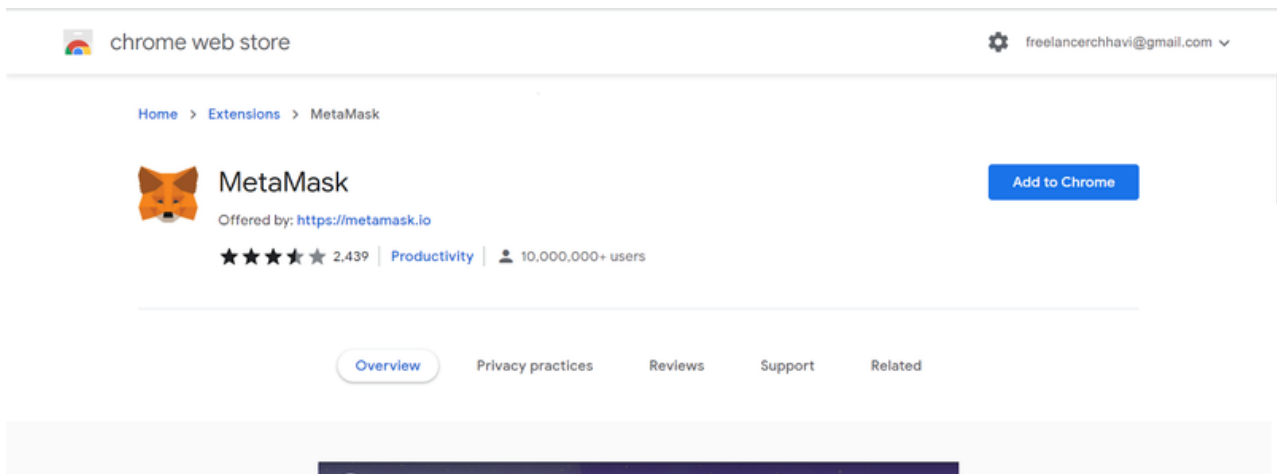 chrome web store
freelancerchhavi@gmail.com
Home > Extensions > MetaMask
MetaMask
Add to Chrome
Offered by: https://metamask.io
2,439 | Productivity | 10,000,000+ users
Overview
Privacy practices
Reviews
Support
Related